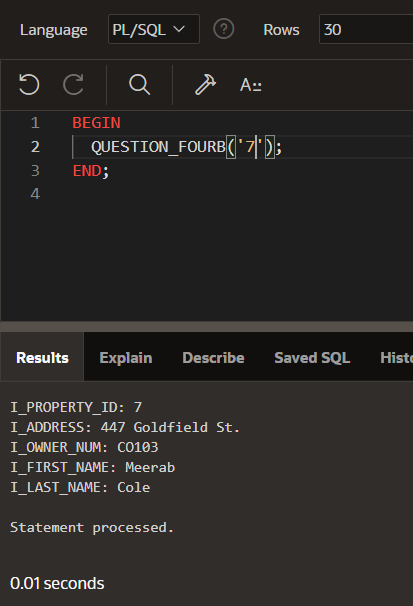 Language PL/SQL Rows 30
A::
1 BEGIN
2 QUESTION_FOURB('7');
3 END;
4
Results Explain Describe Saved SQL Hist
I_PROPERTY_ID: 7
I_ADDRESS: 447 Goldfield St.
I_OWNER_NUM: CO103
I_FIRST_NAME: Meerab
I_LAST_NAME: Cole
Statement processed.
0.01 seconds